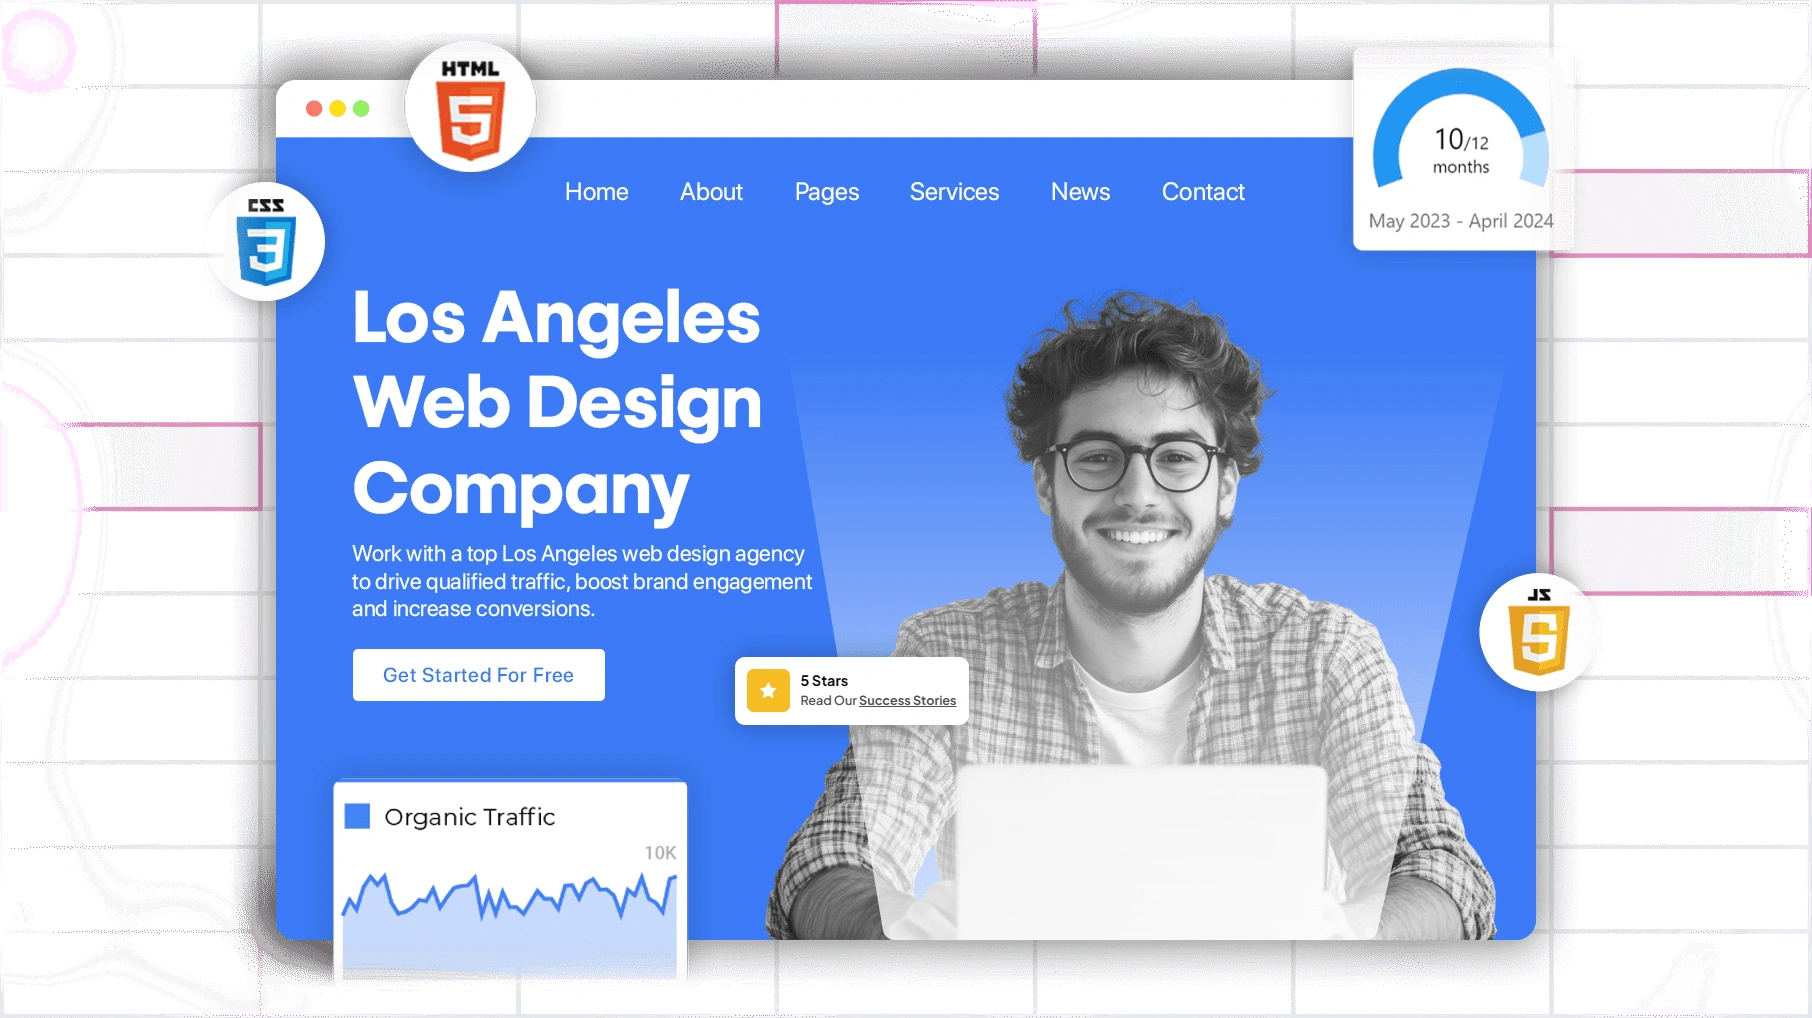 HTML
5
CSS
3
Home About Pages Services News Contact
10/12
months
May 2023 - April 2024
Los Angeles
Web Design
Company
Work with a top Los Angeles web design agency
to drive qualified traffic, boost brand engagement
and increase conversions.
Get Started For Free
5 Stars
Read Our Success Stories
JS
5
Organic Traffic
10K